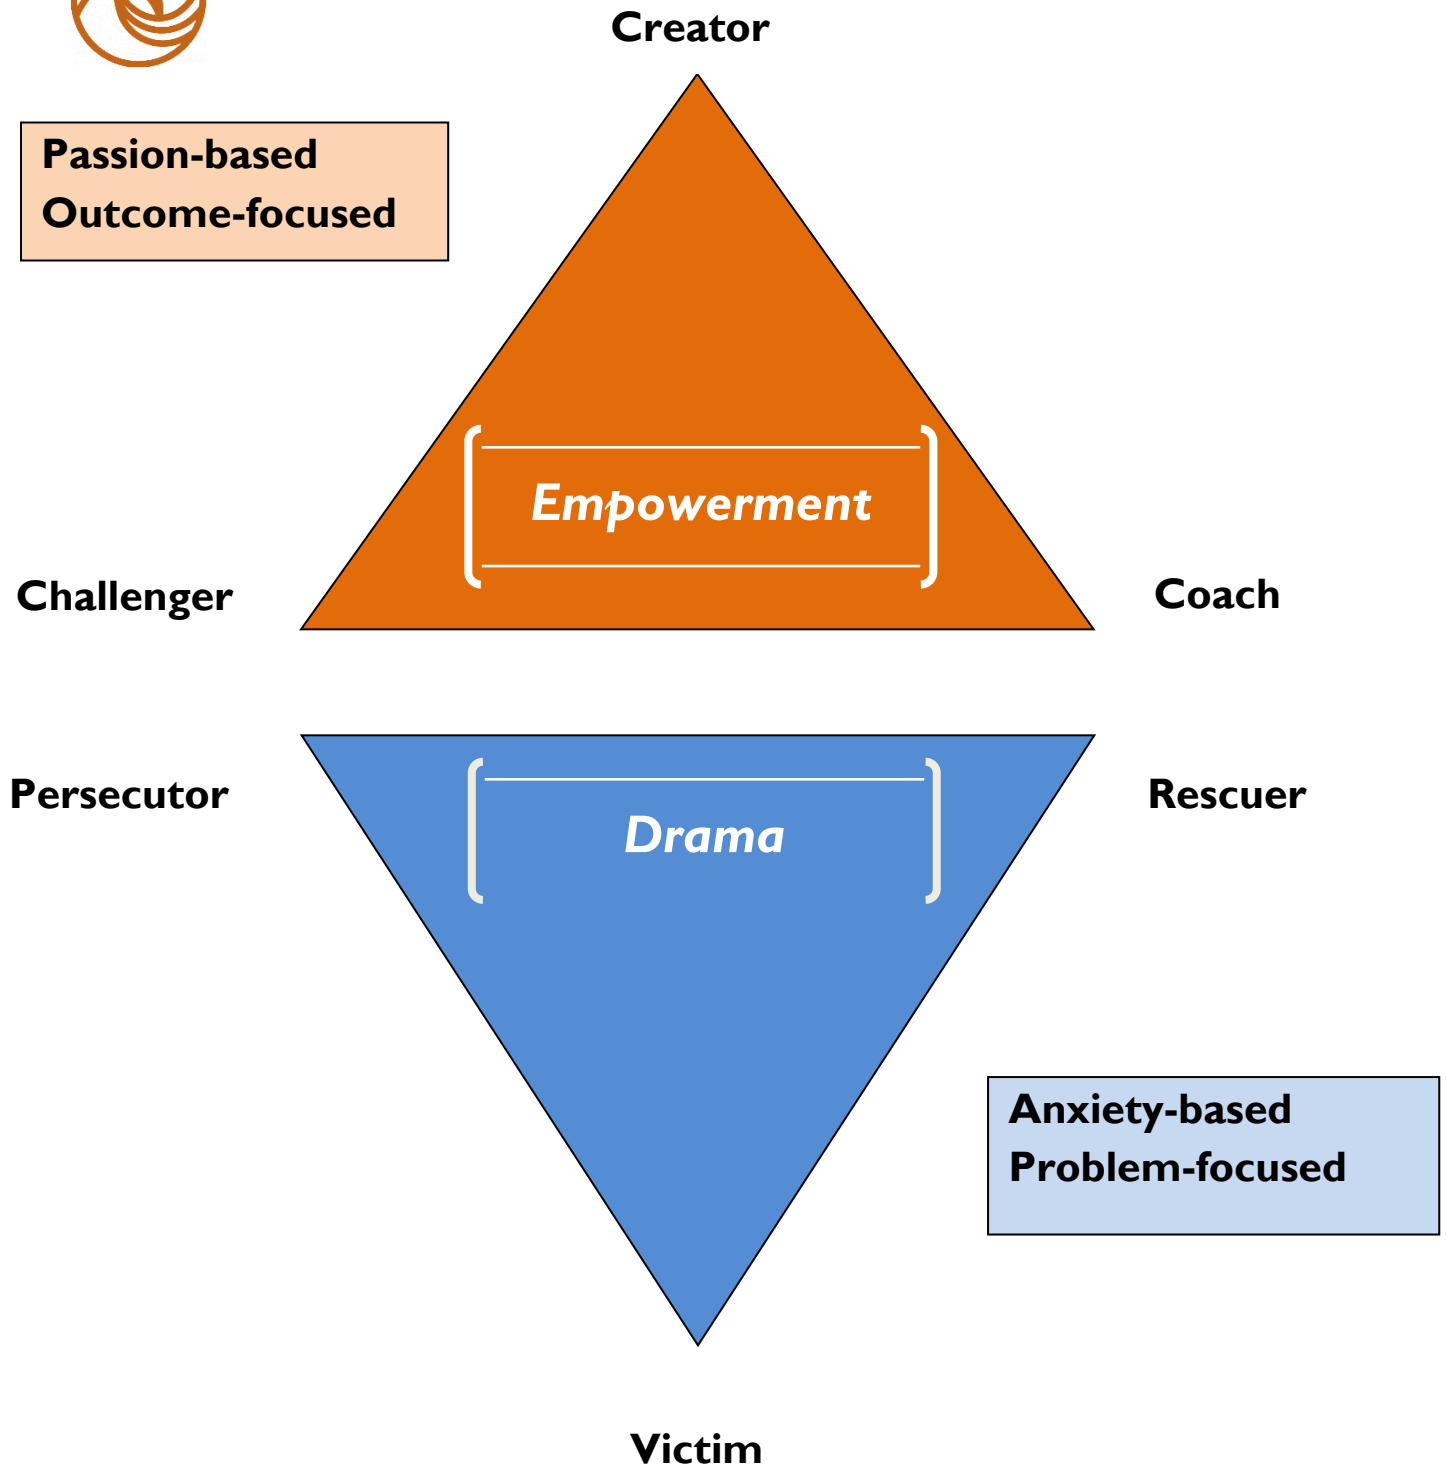 Creator
Passion-based
Outcome-focused
Empowerment
Challenger
Coach
Persecutor
Rescuer
Drama
Anxiety-based
Problem-focused
Victim